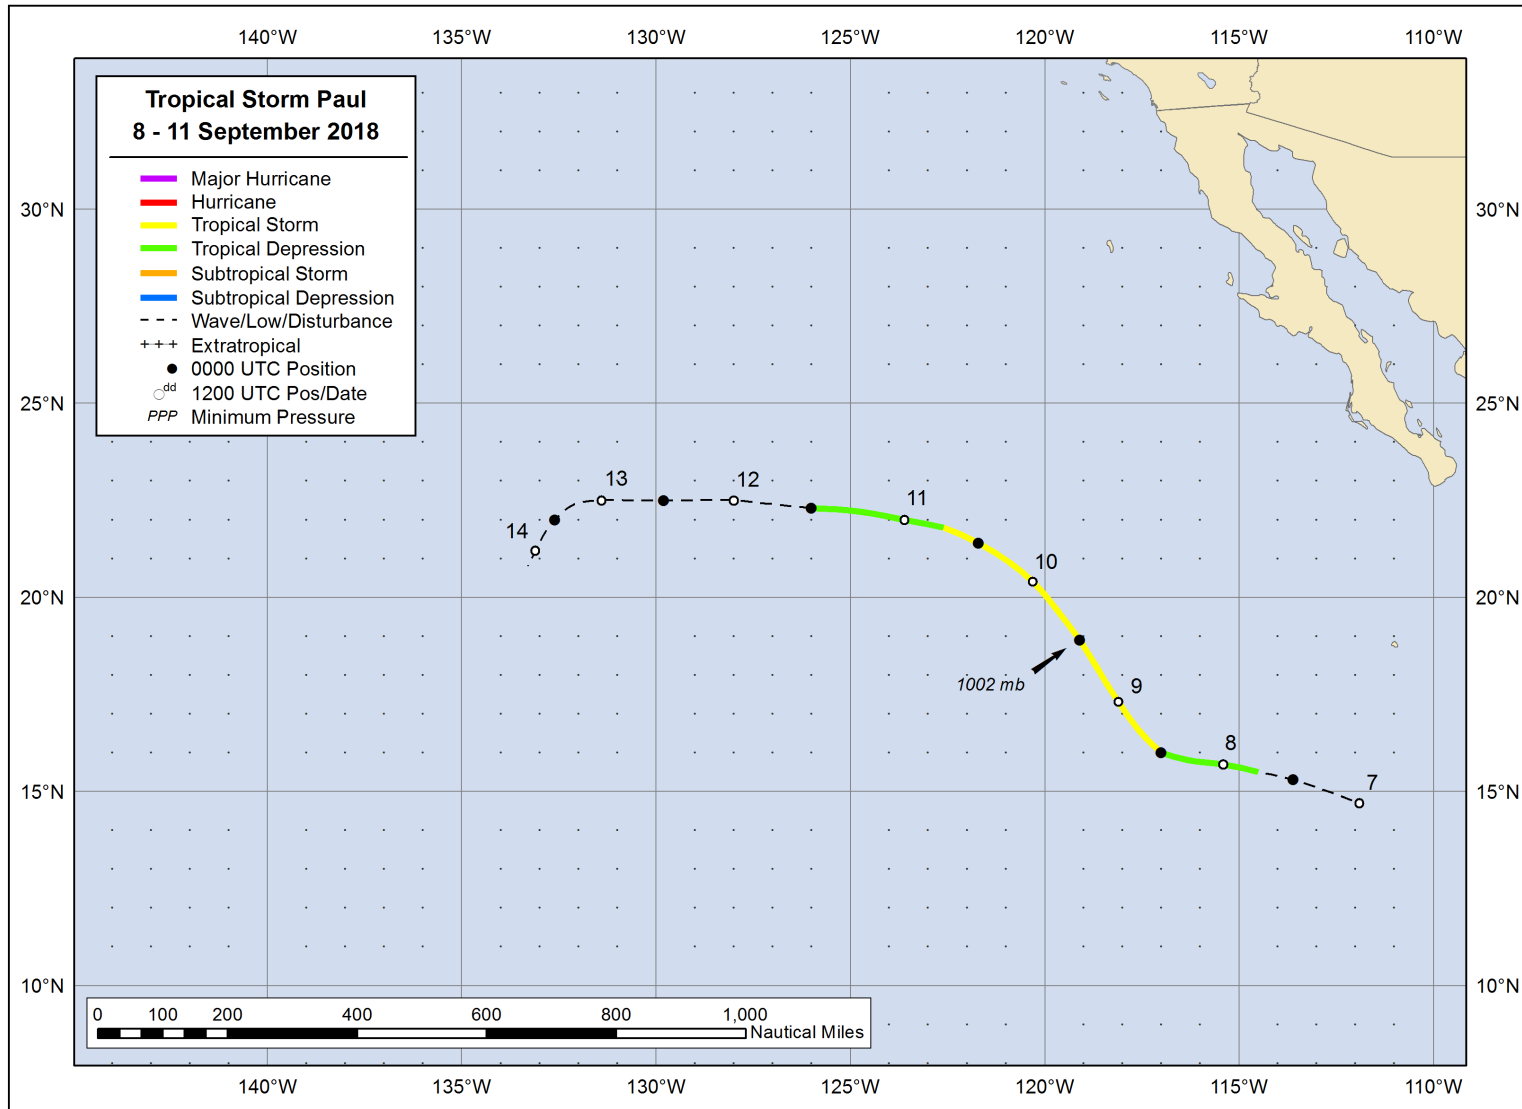 140°W 135°W 130°W 125°W 120°W 115°W 110°W
Tropical Storm Paul
8 - 11 September 2018
Major Hurricane
Hurricane
Tropical Storm
Tropical Depression
Subtropical Storm
Subtropical Depression
Wave/Low/Disturbance
+++ Extratropical
0000 UTC Position
dd 1200 UTC Pos/Date
PPP Minimum Pressure
30°N 30°N
25°N 25°N
13 12
11
14
10
20°N 20°N
1002 mb
9
8
7
15°N 15°N
10°N 10°N
0 100 200 400 600 800 1,000
Nautical Miles
140°W 135°W 130°W 125°W 120°W 115°W 110°W